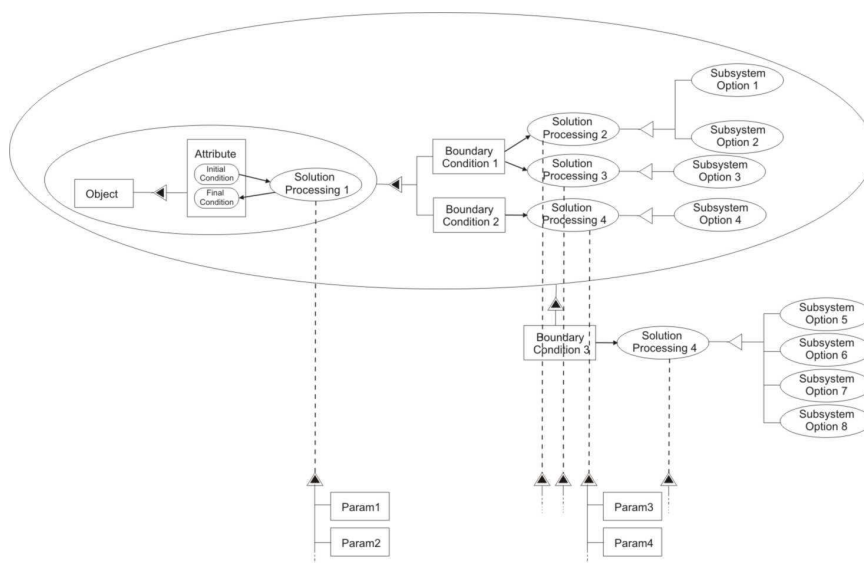 Subsystem
Option 1
Solution
Processing 2
Subsystem
Option 2
Attribute
Boundary
Condition 1
Initial
Condition
Solution
Processing 1
Solution
Processing 3
Subsystem
Option 3
Object
Final
Condition
Boundary
Condition 2
Solution
Processing 4
Subsystem
Option 4
Subsystem
Option 5
Boundary
Condition 3
Solution
Processing 4
Subsystem
Option 6
Subsystem
Option 7
Subsystem
Option 8
Param1
Param3
Param2
Param4